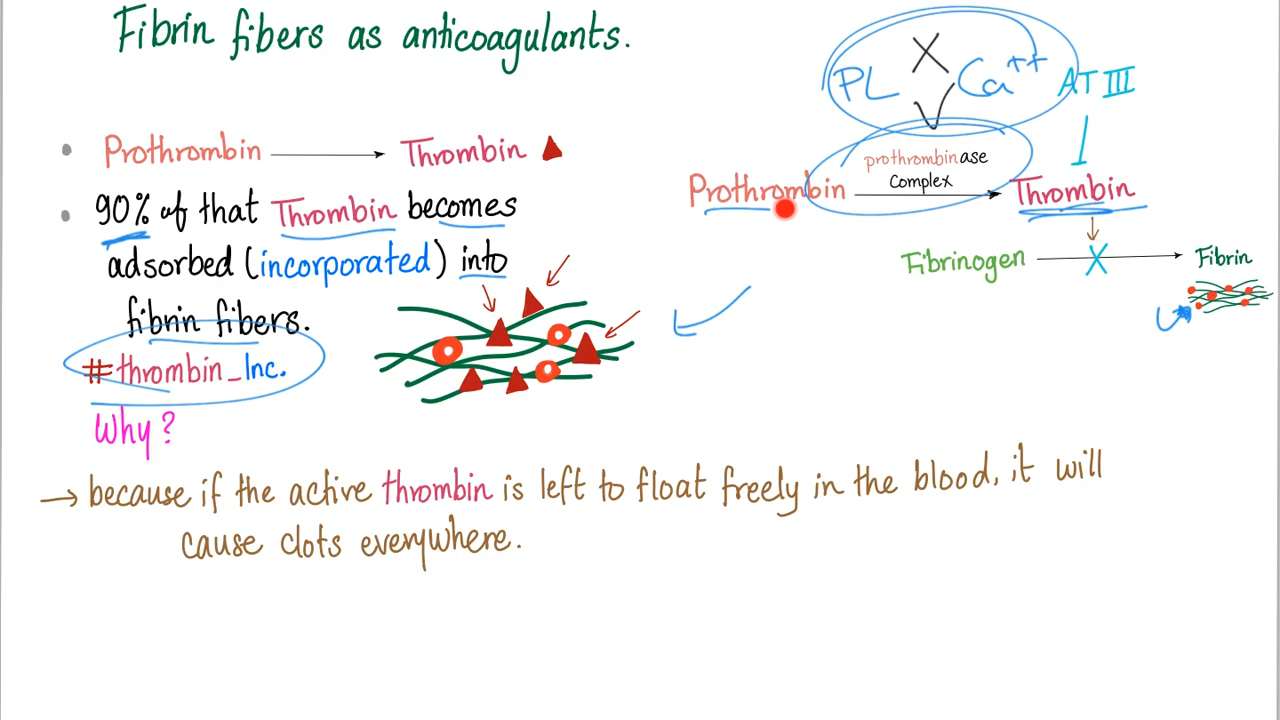 Fibrin fibers as anticoagulants.
• Prothrombin → Thrombin
• 90% of that Thrombin becomes
adsorbed (incorporated) into
fibrin fibers.
#thrombin_Inc.
Why?
→ because if the active thrombin is left to float freely in the blood, it will
cause clots everywhere.
X
PL Ca++ AT III
prothrombinase
Complex
Prothrombin → Thrombin
Fibrinogen → Fibrin
X